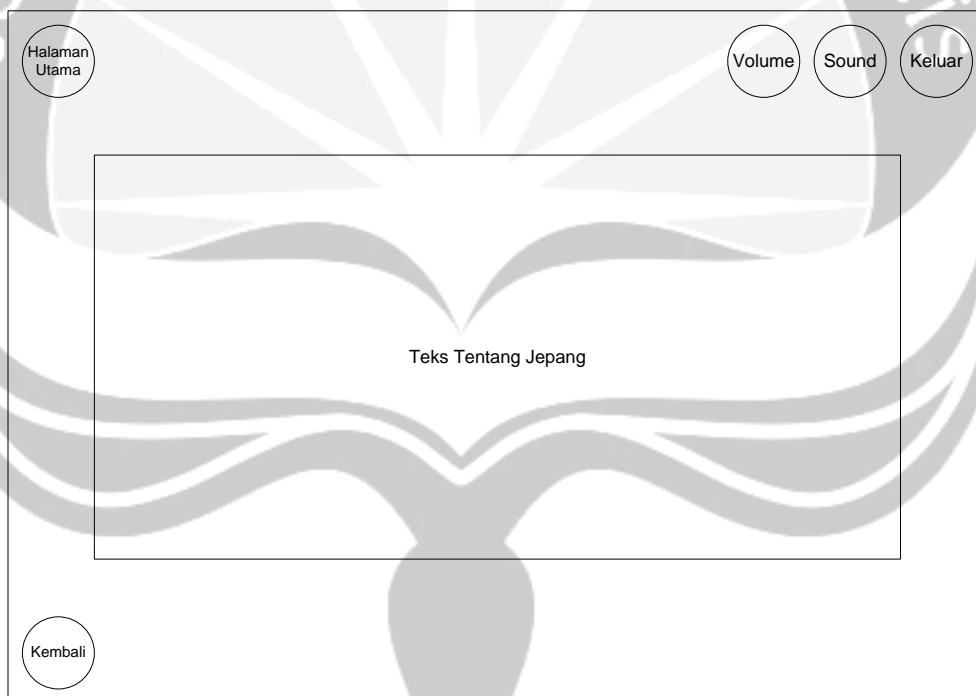 Halaman
Utama
Volume
Sound
Keluar
Teks Tentang Jepang
Kembali